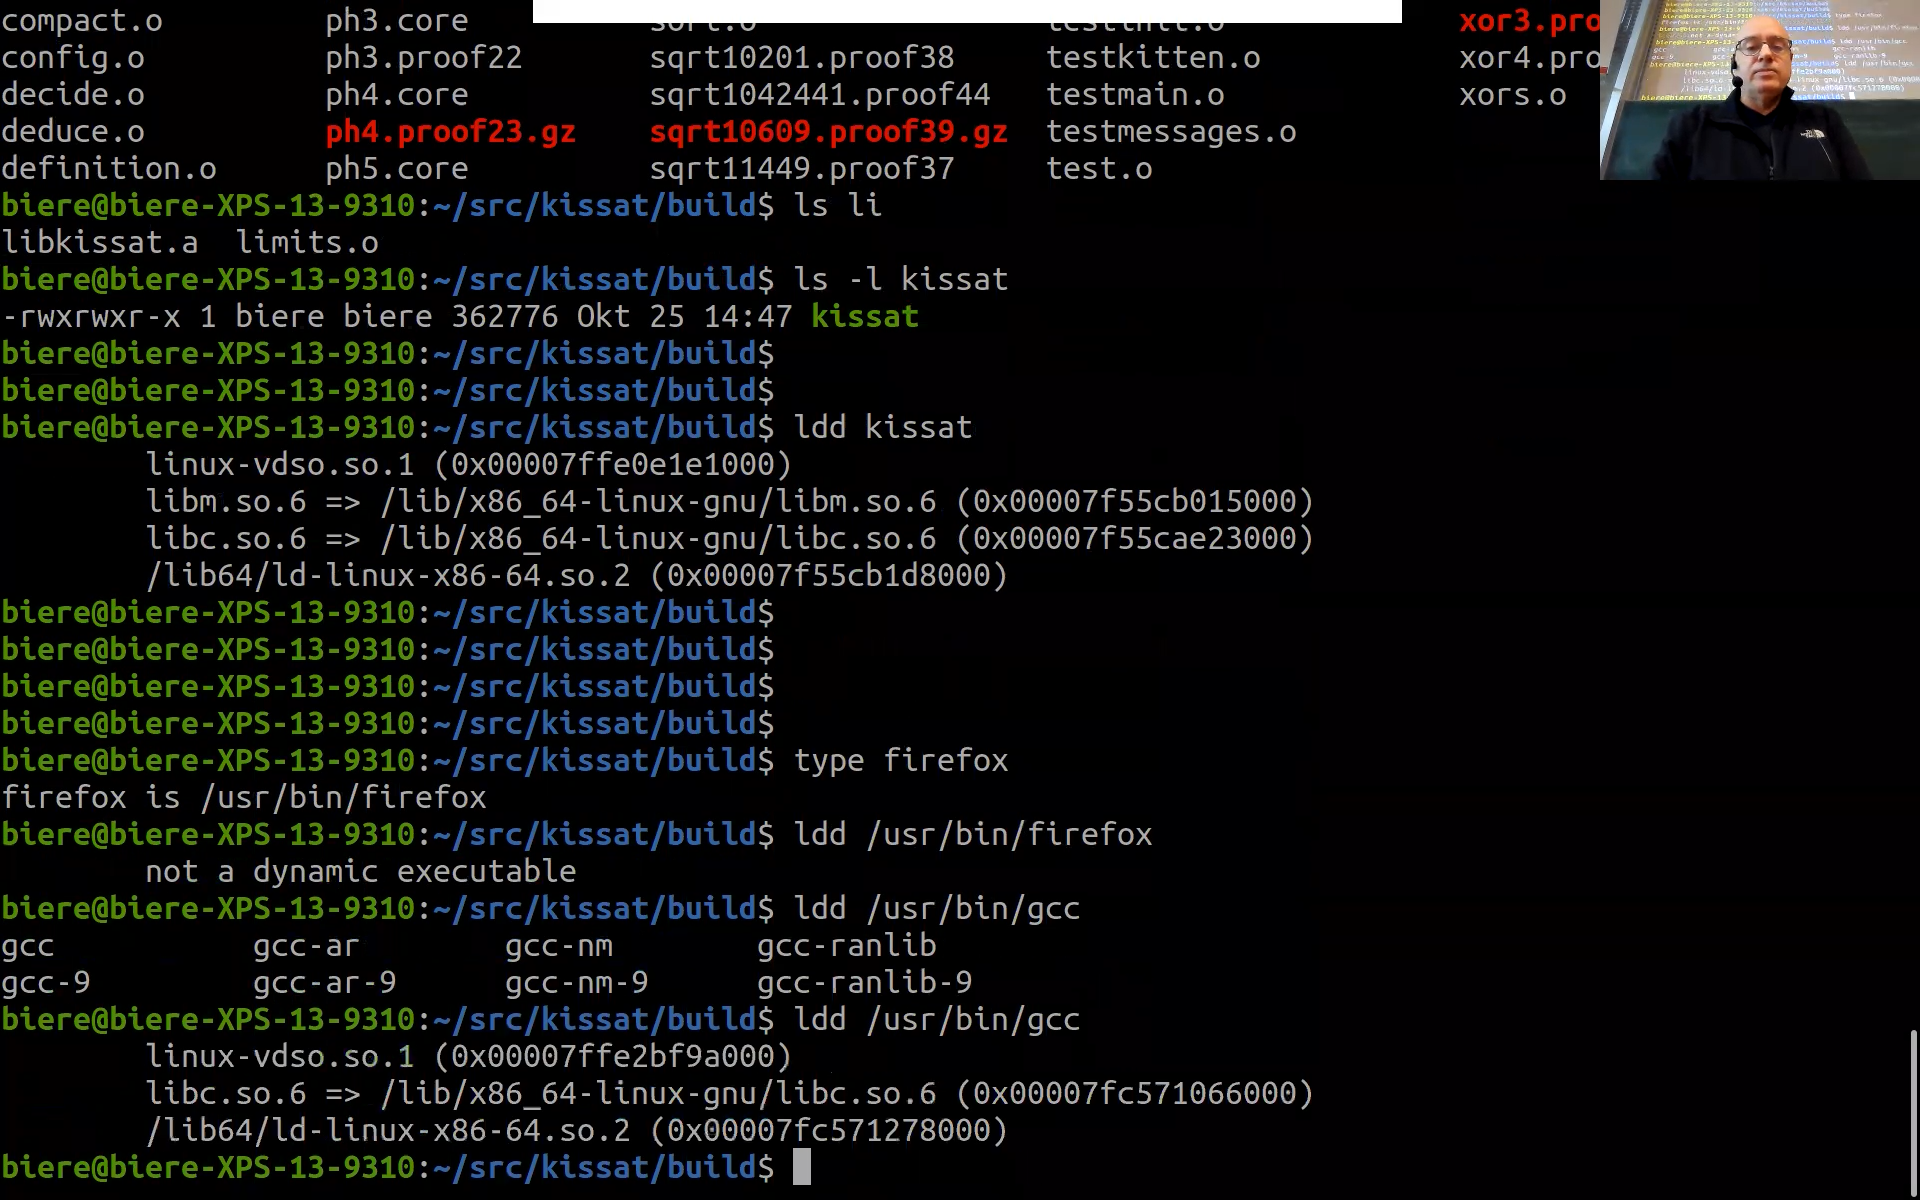 compact.o ph3.core sort.o testinit.o xor3.pro
config.o ph3.proof22 sqrt10201.proof38 testkitten.o xor4.pro
decide.o ph4.core sqrt1042441.proof44 testmain.o xors.o
deduce.o ph4.proof23.gz sqrt10609.proof39.gz testmessages.o
definition.o ph5.core sqrt11449.proof37 test.o
biere@biere-XPS-13-9310:~/src/kissat/build$ ls li
libkissat.a limits.o
biere@biere-XPS-13-9310:~/src/kissat/build$ ls -l kissat
-rwxrwxr-x 1 biere biere 362776 Okt 25 14:47 kissat
biere@biere-XPS-13-9310:~/src/kissat/build$
biere@biere-XPS-13-9310:~/src/kissat/build$
biere@biere-XPS-13-9310:~/src/kissat/build$ ldd kissat
linux-vdso.so.1 (0x00007ffe0e1e1000)
libm.so.6 => /lib/x86_64-linux-gnu/libm.so.6 (0x00007f55cb015000)
libc.so.6 => /lib/x86_64-linux-gnu/libc.so.6 (0x00007f55cae23000)
/lib64/ld-linux-x86-64.so.2 (0x00007f55cb1d8000)
biere@biere-XPS-13-9310:~/src/kissat/build$
biere@biere-XPS-13-9310:~/src/kissat/build$
biere@biere-XPS-13-9310:~/src/kissat/build$
biere@biere-XPS-13-9310:~/src/kissat/build$
biere@biere-XPS-13-9310:~/src/kissat/build$ type firefox
firefox is /usr/bin/firefox
biere@biere-XPS-13-9310:~/src/kissat/build$ ldd /usr/bin/firefox
not a dynamic executable
biere@biere-XPS-13-9310:~/src/kissat/build$ ldd /usr/bin/gcc
gcc gcc-ar gcc-nm gcc-ranlib
gcc-9 gcc-ar-9 gcc-nm-9 gcc-ranlib-9
biere@biere-XPS-13-9310:~/src/kissat/build$ ldd /usr/bin/gcc
linux-vdso.so.1 (0x00007ffe2bf9a000)
libc.so.6 => /lib/x86_64-linux-gnu/libc.so.6 (0x00007fc571066000)
/lib64/ld-linux-x86-64.so.2 (0x00007fc571278000)
biere@biere-XPS-13-9310:~/src/kissat/build$